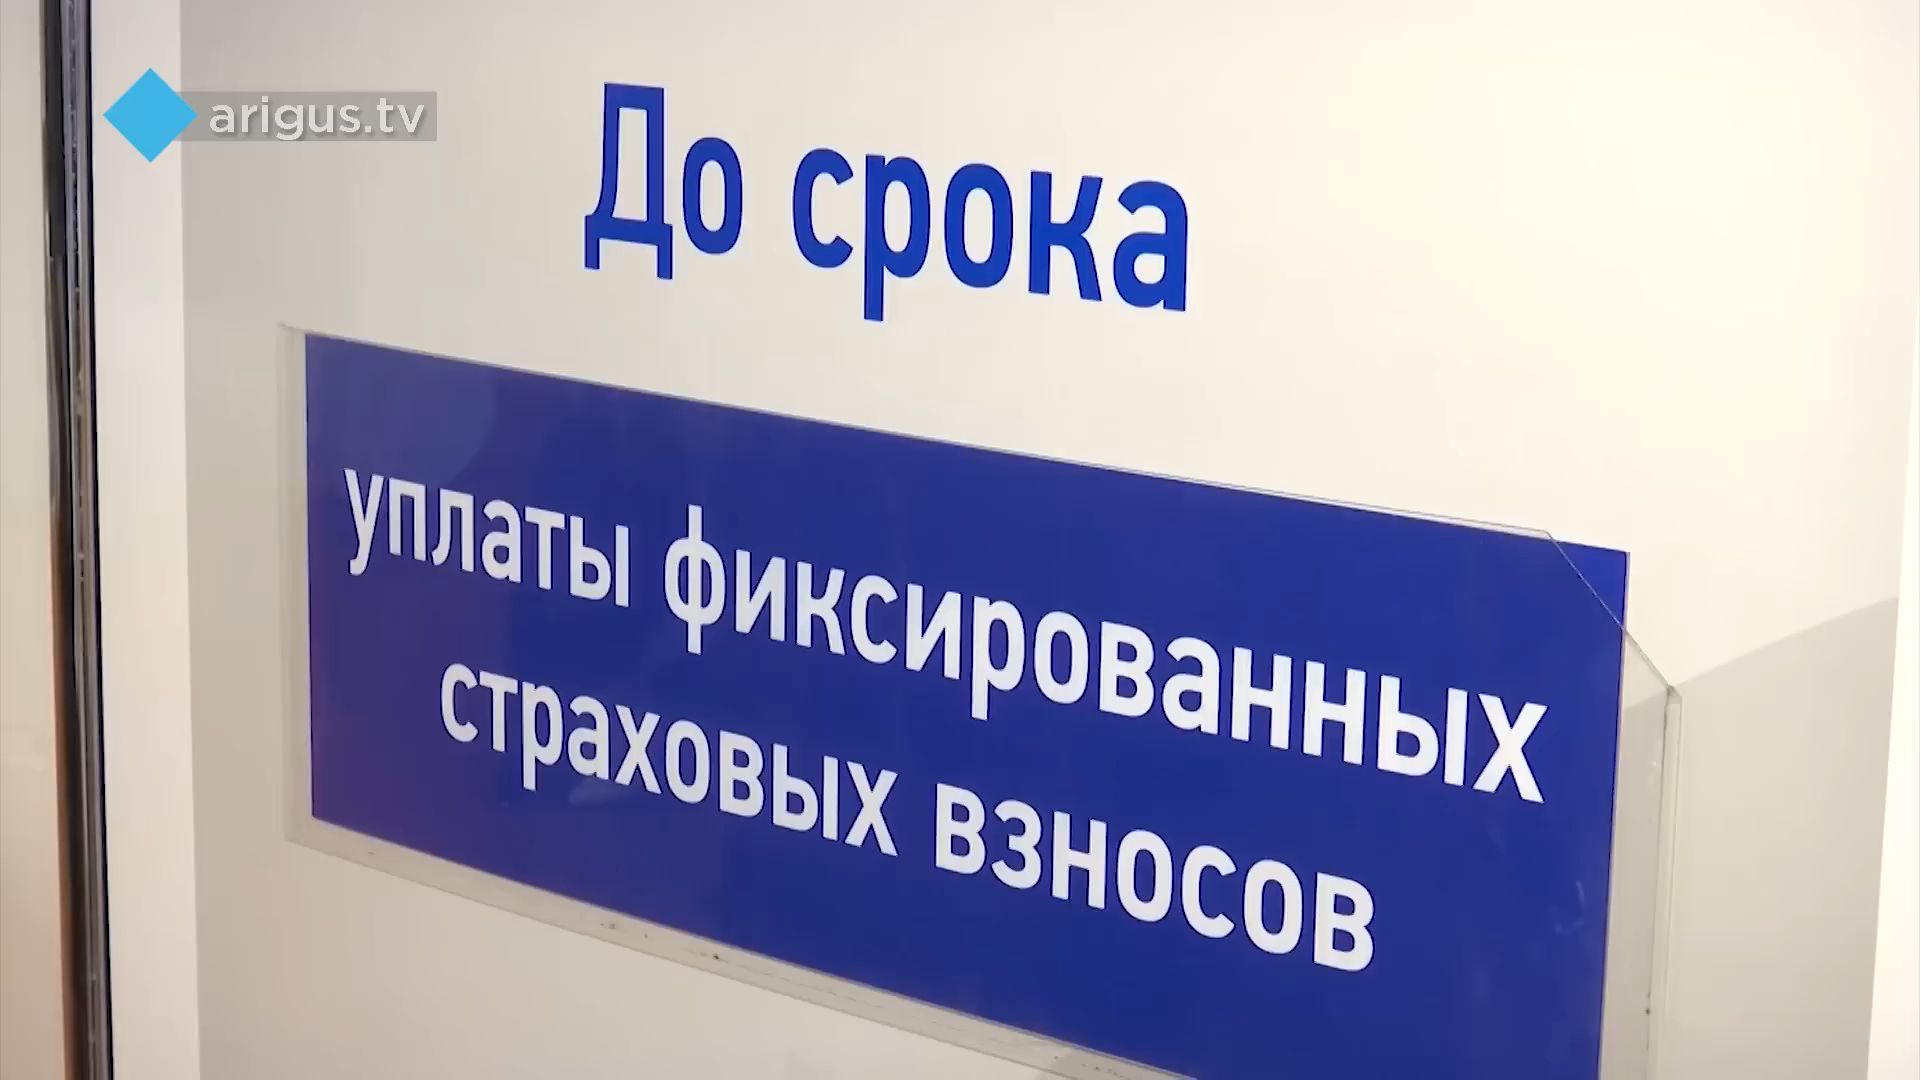 arigus.tv
До срока
уплаты фиксированных
страховых взносов